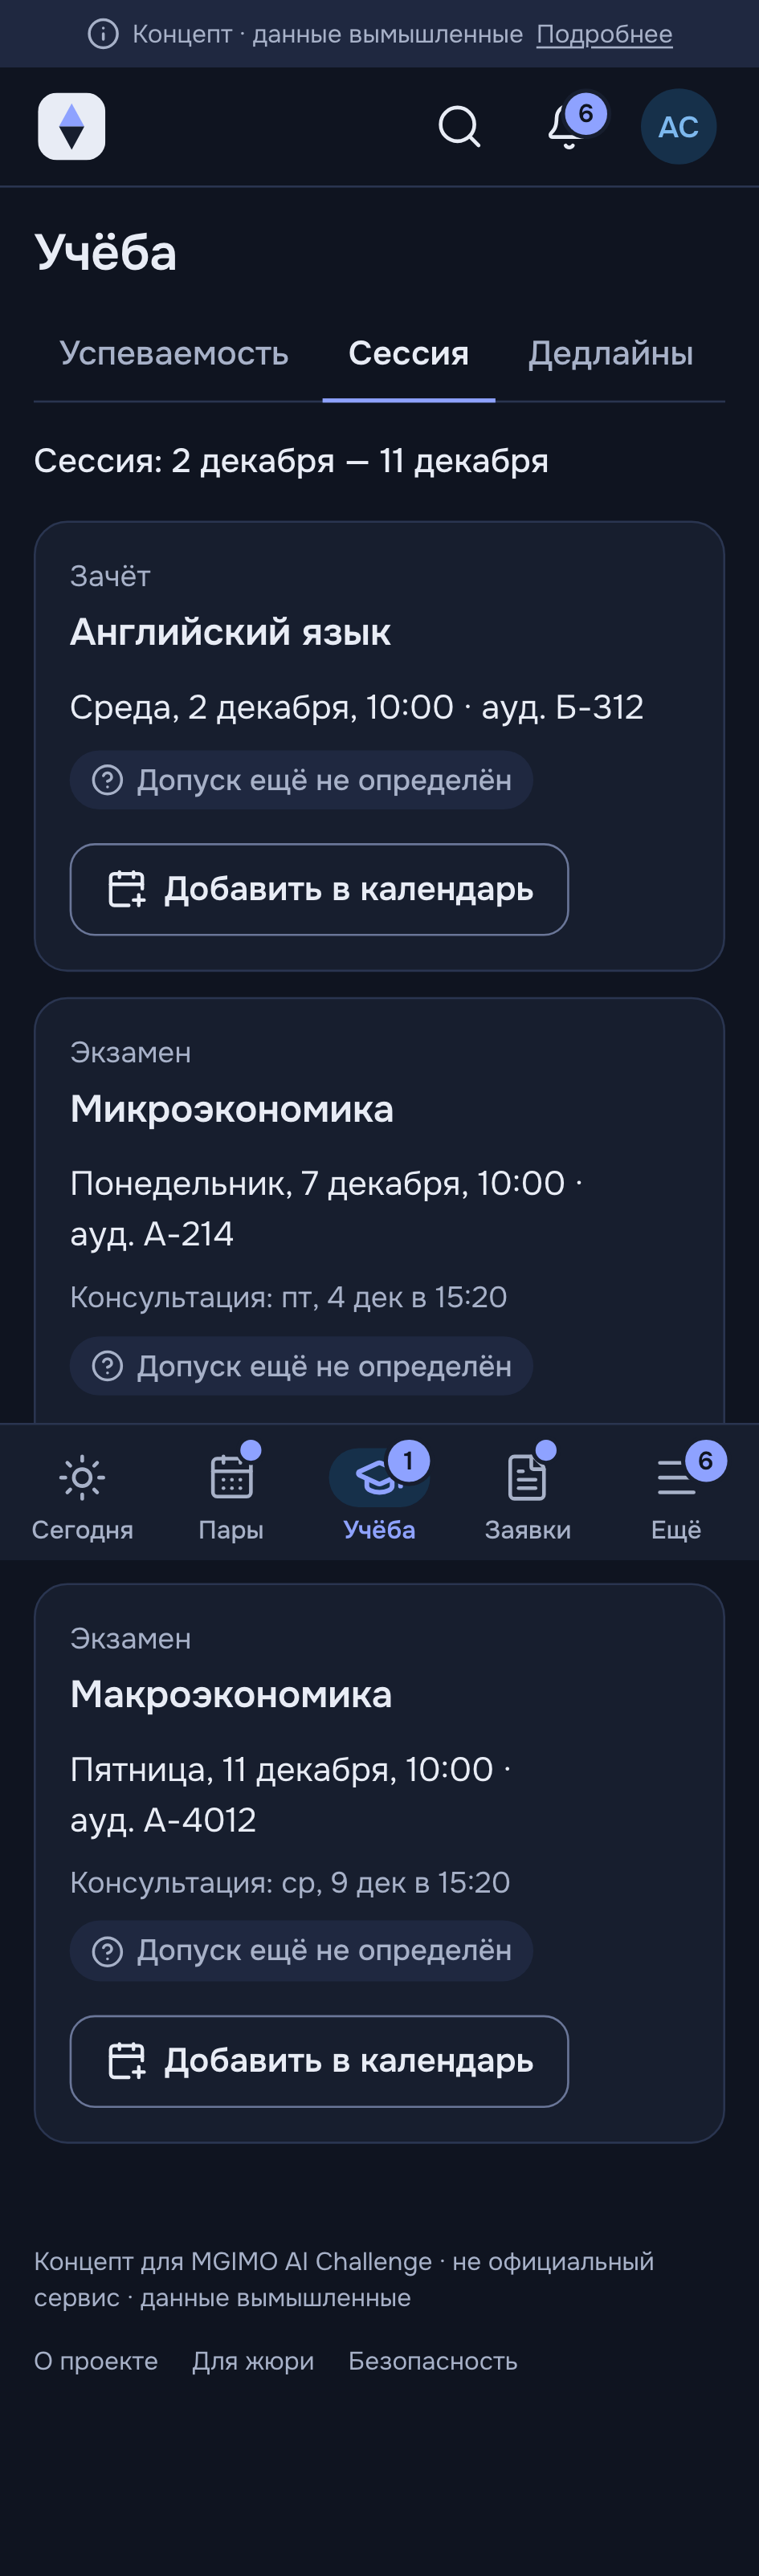 Концепт · данные вымышленные Подробнее
6
АС
Учёба
Успеваемость Сессия Дедлайны
Сессия: 2 декабря — 11 декабря
Зачёт
Английский язык
Среда, 2 декабря, 10:00 · ауд. Б-312
Допуск ещё не определён
Добавить в календарь
Экзамен
Микроэкономика
Понедельник, 7 декабря, 10:00 ·
ауд. А-214
Консультация: пт, 4 дек в 15:20
Допуск ещё не определён
1 6
Сегодня Пары Учёба Заявки Ещё
Экзамен
Макроэкономика
Пятница, 11 декабря, 10:00 ·
ауд. А-4012
Консультация: ср, 9 дек в 15:20
Допуск ещё не определён
Добавить в календарь
Концепт для MGIMO AI Challenge · не официальный
сервис · данные вымышленные
О проекте Для жюри Безопасность